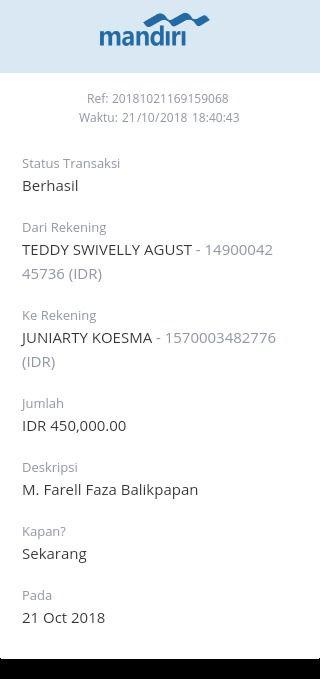 mandiri
Ref: 20181021169159068
Waktu: 21/10/2018 18:40:43
Status Transaksi
Berhasil
Dari Rekening
TEDDY SWIVELLY AGUST - 14900042
45736 (IDR)
Ke Rekening
JUNIARTY KOESMA - 1570003482776
(IDR)
Jumlah
IDR 450,000.00
Deskripsi
M. Farell Faza Balikpapan
Kapan?
Sekarang
Pada
21 Oct 2018